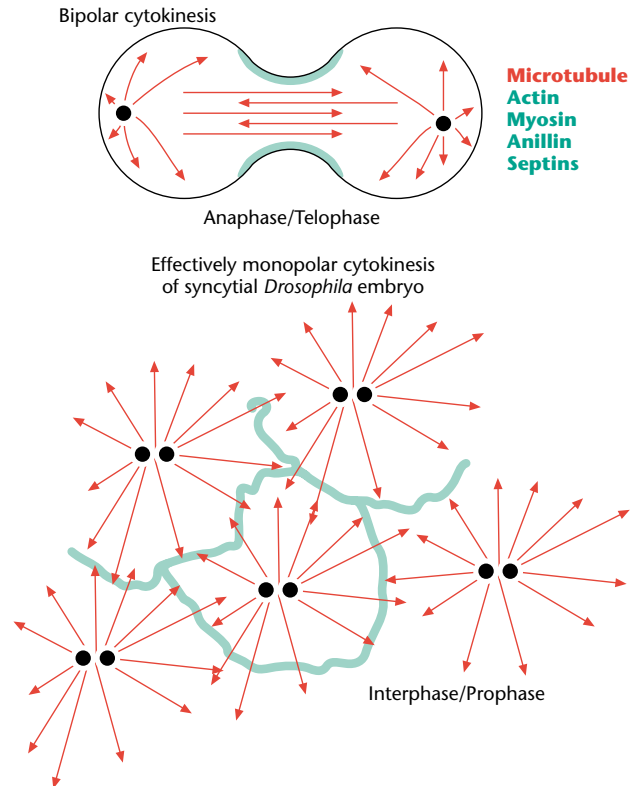 Bipolar cytokinesis
Microtubule
Actin
Myosin
Anillin
Septins
Anaphase/Telophase
Effectively monopolar cytokinesis
of syncytial Drosophila embryo
Interphase/Prophase